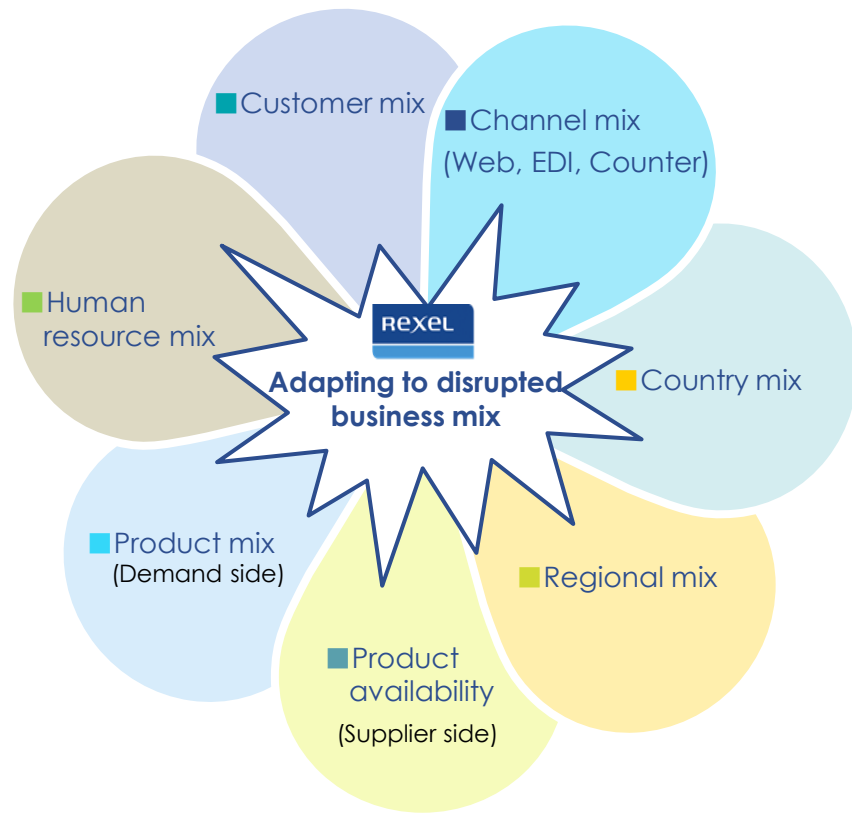 Customer mix
Channel mix
(Web, EDI, Counter)
Human
resource mix
REXEL
Adapting to disrupted
business mix
Country mix
Product mix
(Demand side)
Regional mix
Product
availability
(Supplier side)